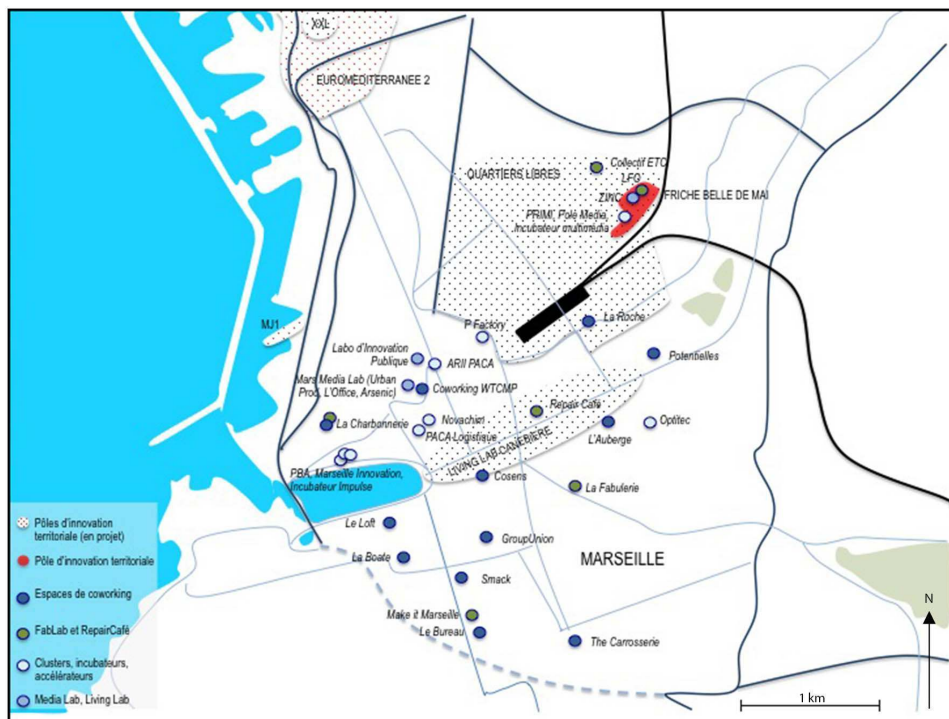 XXL
EUROMEDITERRANEE 2
Collectif ETC
QUARTIERS LIBRES
LFO
ZINC
FRICHE BELLE DE MAI
PRIMI, Pole Media,
Incubateur multimédia
MJ1
P Factory
La Roche
Labo d'Innovation
Publique
ARII PACA
Potentielles
Mars Media Lab (Urban
Prod, L'Office, Arsenic)
Coworking WTCMP
La Charbonnerie
Novachim
PACA Logistique
Repair Café
L'Auberge
Optitec
LIVING LAB CANEBIERE
PBA, Marseille Innovation,
Incubateur Impulse
Cosens
La Fabulerie
Le Loft
GroupUnion
La Boate
MARSEILLE
Smack
Make it Marseille
Le Bureau
The Carrosserie
Pôles d'innovation
territoriale (en projet)
Pôle d'innovation territoriale
Espaces de coworking
FabLab et RepairCafé
Clusters, incubateurs,
accélérateurs
Media Lab, Living Lab
N
1 km